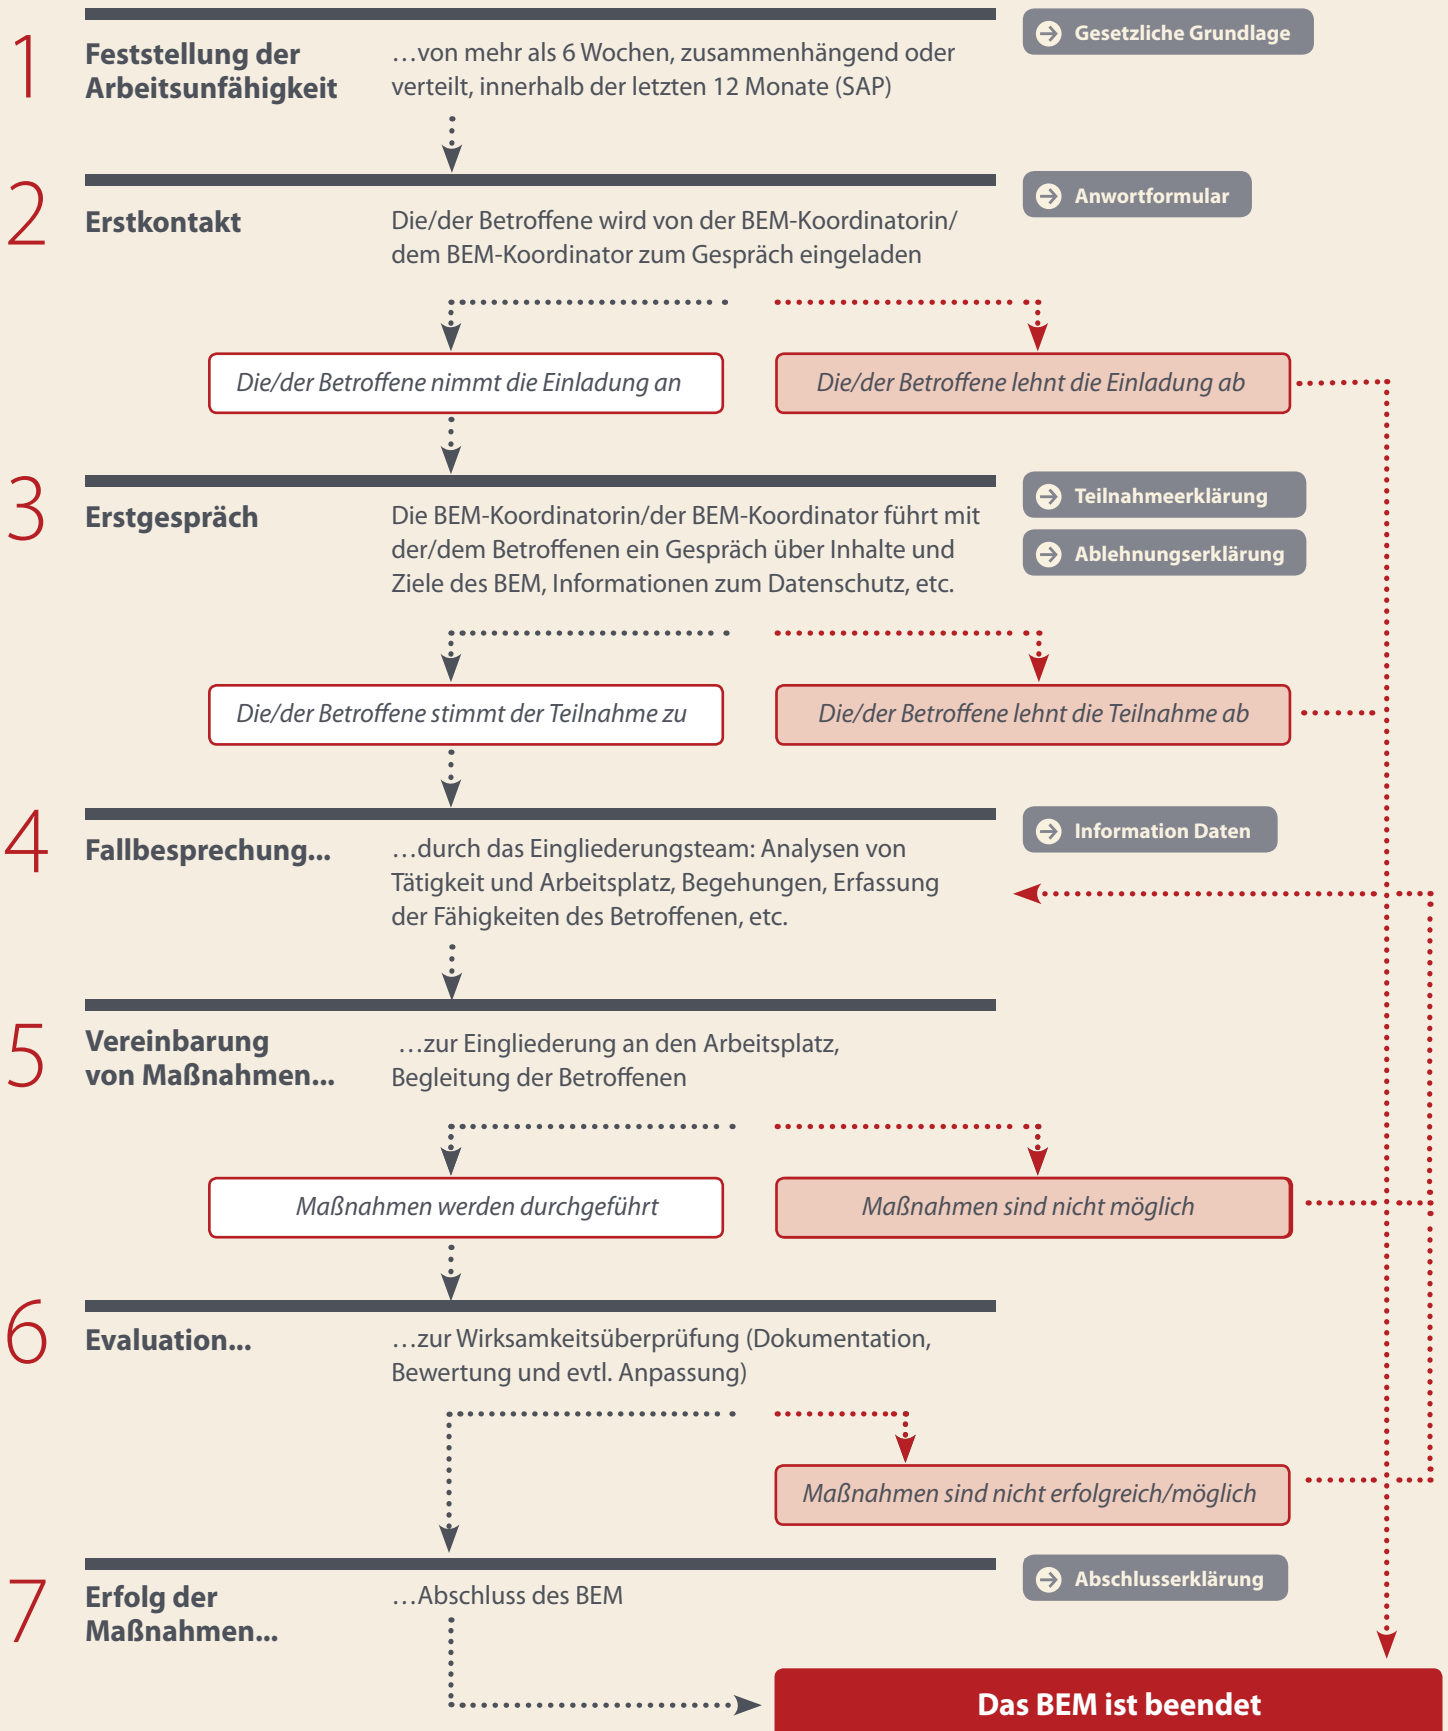 1
Feststellung der
Arbeitsunfähigkeit
…von mehr als 6 Wochen, zusammenhängend oder
verteilt, innerhalb der letzten 12 Monate (SAP)
Gesetzliche Grundlage
2
Erstkontakt
Die/der Betroffene wird von der BEM-Koordinatorin/
dem BEM-Koordinator zum Gespräch eingeladen
Anwortformular
Die/der Betroffene nimmt die Einladung an
Die/der Betroffene lehnt die Einladung ab
3
Erstgespräch
Die BEM-Koordinatorin/der BEM-Koordinator führt mit
der/dem Betroffenen ein Gespräch über Inhalte und
Ziele des BEM, Informationen zum Datenschutz, etc.
Teilnahmeerklärung
Ablehnungserklärung
Die/der Betroffene stimmt der Teilnahme zu
Die/der Betroffene lehnt die Teilnahme ab
4
Fallbesprechung...
…durch das Eingliederungsteam: Analysen von
Tätigkeit und Arbeitsplatz, Begehungen, Erfassung
der Fähigkeiten des Betroffenen, etc.
Information Daten
5
Vereinbarung
von Maßnahmen...
…zur Eingliederung an den Arbeitsplatz,
Begleitung der Betroffenen
Maßnahmen werden durchgeführt
Maßnahmen sind nicht möglich
6
Evaluation...
…zur Wirksamkeitsüberprüfung (Dokumentation,
Bewertung und evtl. Anpassung)
Maßnahmen sind nicht erfolgreich/möglich
7
Erfolg der
Maßnahmen...
…Abschluss des BEM
Abschlusserklärung
Das BEM ist beendet